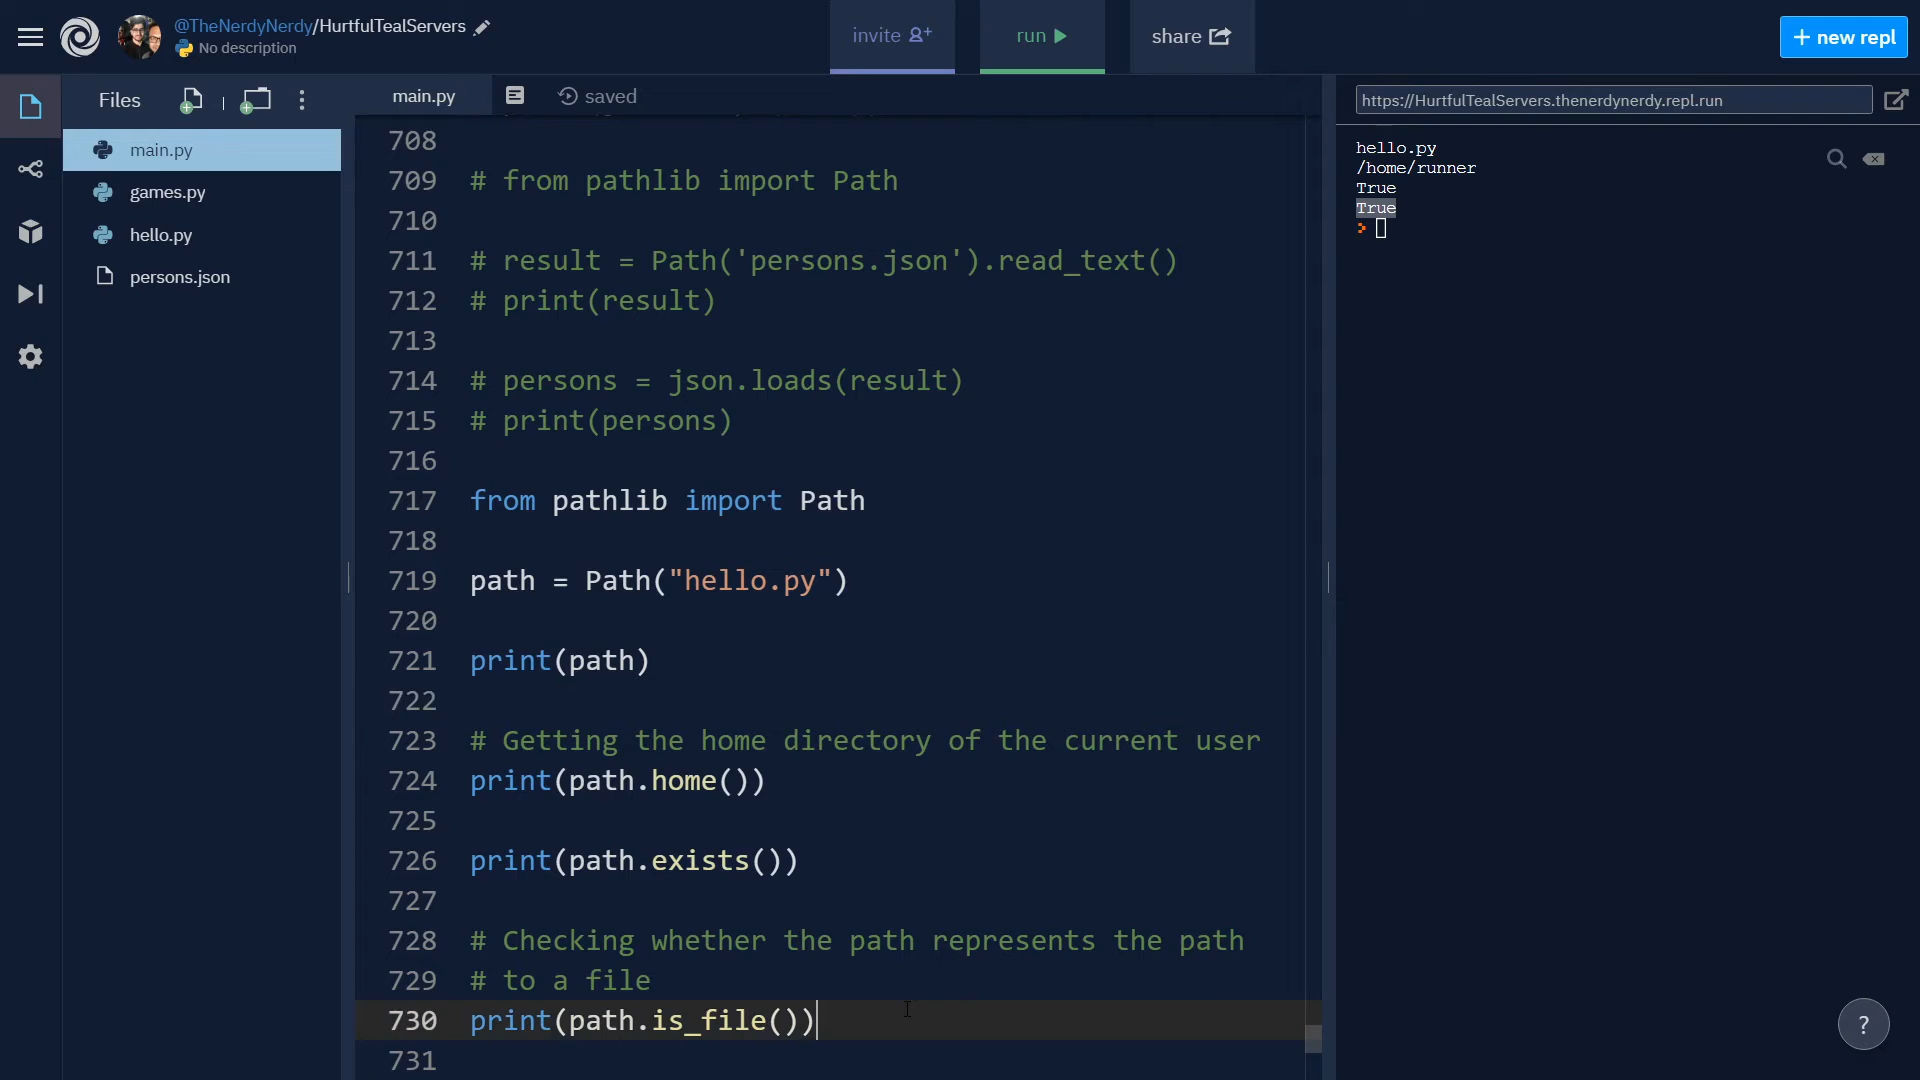 @TheNerdyNerdy/HurtfulTealServers
No description
invite
run
share
+ new repl
Files
main.py
games.py
hello.py
persons.json
main.py
saved
708
709 # from pathlib import Path
710
711 # result = Path('persons.json').read_text()
712 # print(result)
713
714 # persons = json.loads(result)
715 # print(persons)
716
717 from pathlib import Path
718
719 path = Path("hello.py")
720
721 print(path)
722
723 # Getting the home directory of the current user
724 print(path.home())
725
726 print(path.exists())
727
728 # Checking whether the path represents the path
729 # to a file
730 print(path.is_file())
731
https://HurtfulTealServers.thenerdynerdy.repl.run
hello.py
/home/runner
True
True
>
?